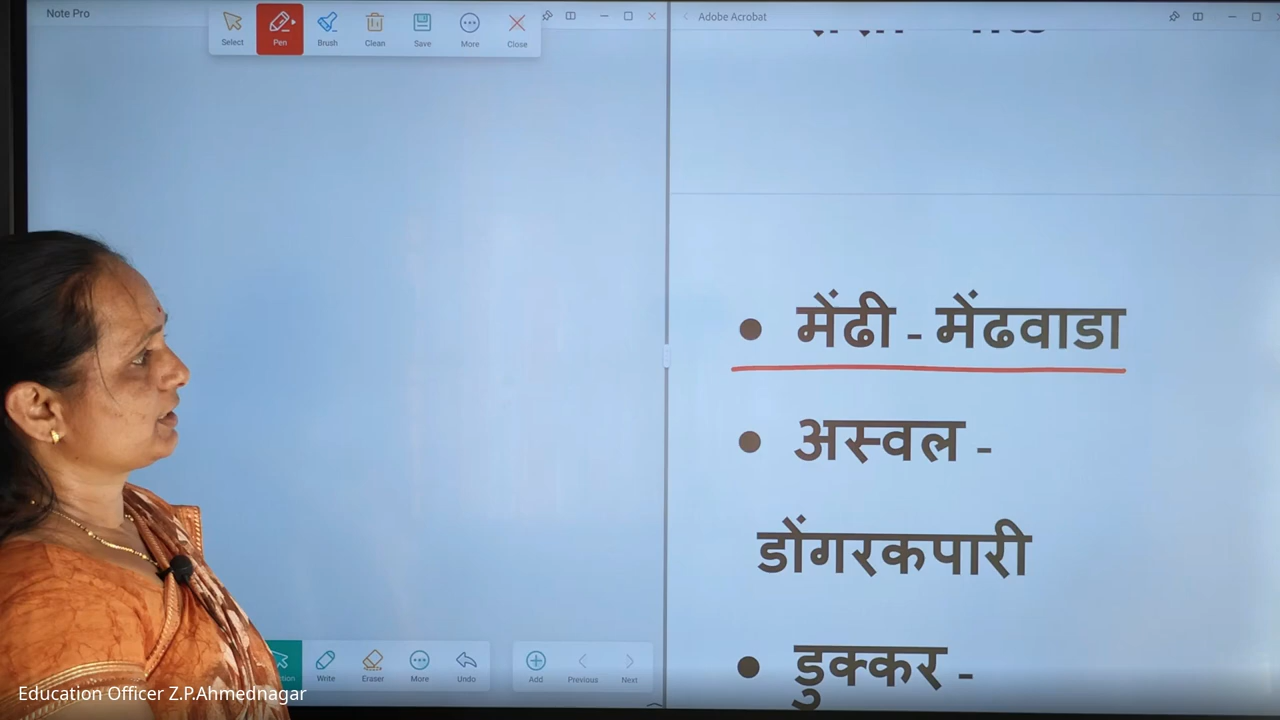 Note Pro
Select
Pen
Brush
Clean
Save
More
Close
Adobe Acrobat
• मेंढी - मेंढवाडा
• अस्वल -
डोंगरकपारी
• डुक्कर -
Write
Eraser
More
Undo
Add
Previous
Next
Education Officer Z.P.Ahmednagar